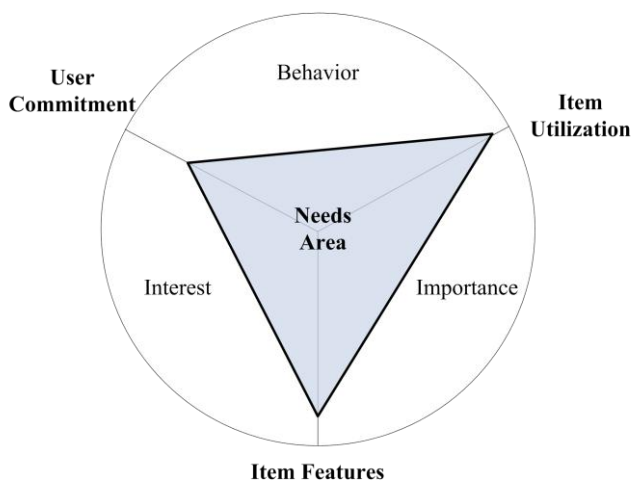 Behavior
User
Commitment
Item
Utilization
Needs
Area
Interest
Importance
Item Features